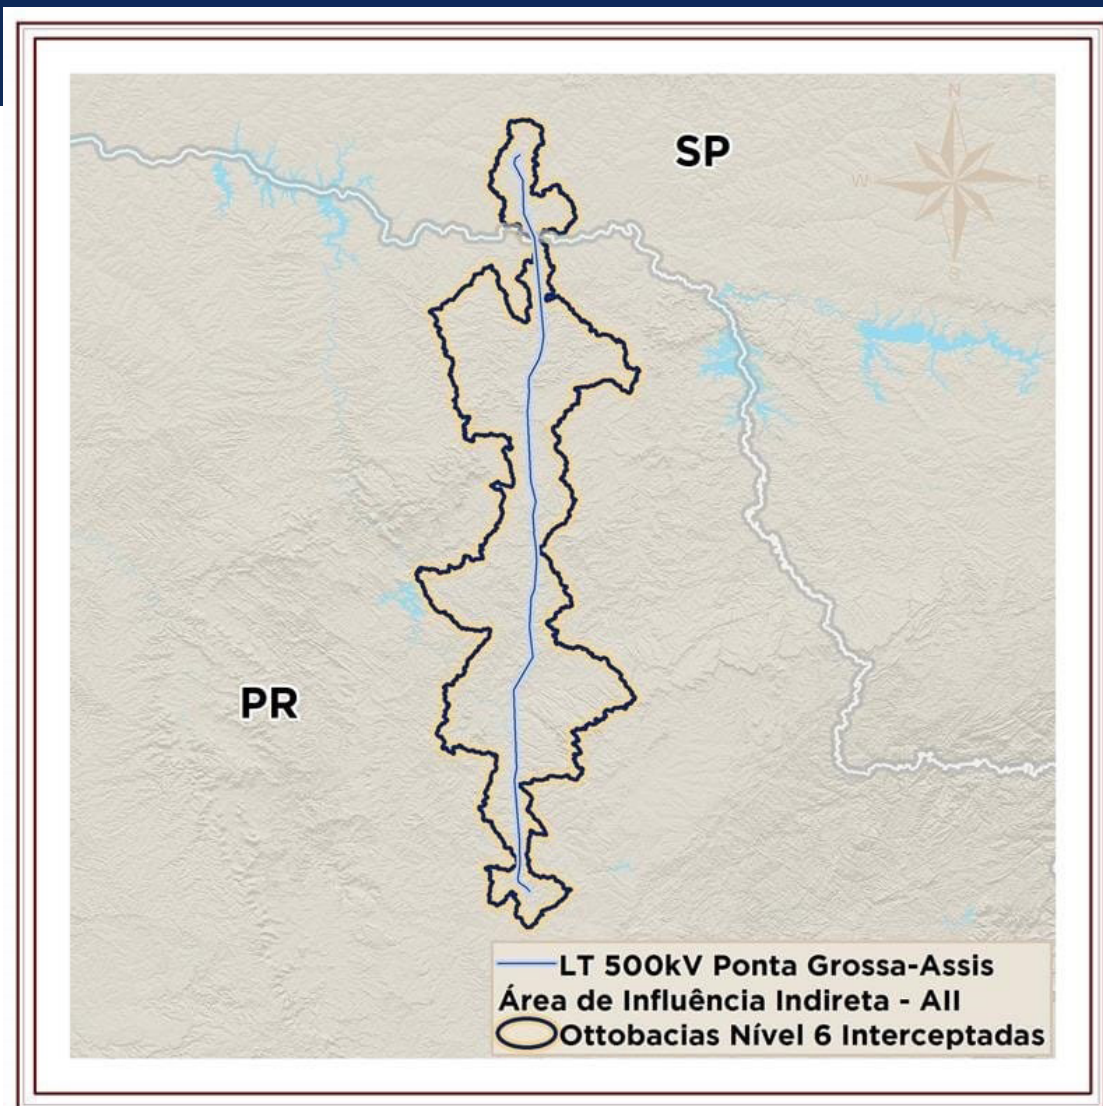 SP
N
W
E
S
PR
LT 500kV Ponta Grossa-Assis
Área de Influência Indireta - AII
Ottobacias Nível 6 Interceptadas